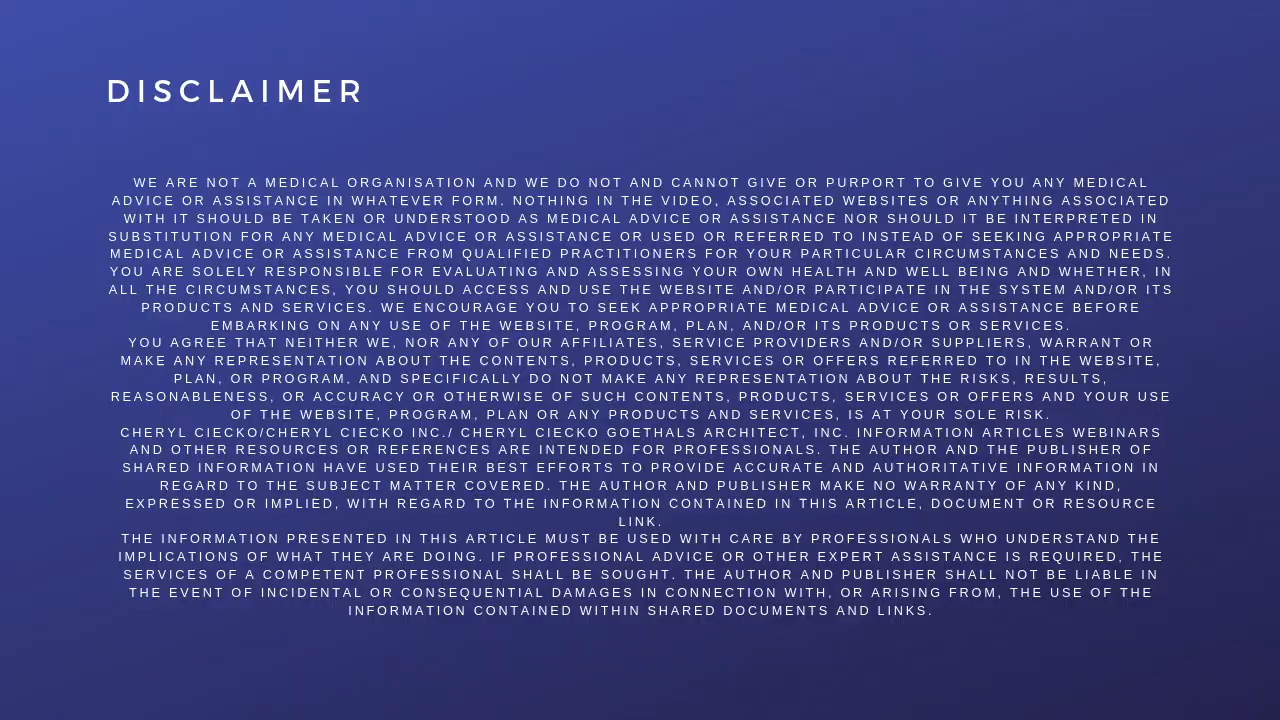 DISCLAIMER
WE ARE NOT A MEDICAL ORGANISATION AND WE DO NOT AND CANNOT GIVE OR PURPORT TO GIVE YOU ANY MEDICAL
ADVICE OR ASSISTANCE IN WHATEVER FORM. NOTHING IN THE VIDEO, ASSOCIATED WEBSITES OR ANYTHING ASSOCIATED
WITH IT SHOULD BE TAKEN OR UNDERSTOOD AS MEDICAL ADVICE OR ASSISTANCE NOR SHOULD IT BE INTERPRETED IN
SUBSTITUTION FOR ANY MEDICAL ADVICE OR ASSISTANCE OR USED OR REFERRED TO INSTEAD OF SEEKING APPROPRIATE
MEDICAL ADVICE OR ASSISTANCE FROM QUALIFIED PRACTITIONERS FOR YOUR PARTICULAR CIRCUMSTANCES AND NEEDS.
YOU ARE SOLELY RESPONSIBLE FOR EVALUATING AND ASSESSING YOUR OWN HEALTH AND WELL BEING AND WHETHER, IN
ALL THE CIRCUMSTANCES, YOU SHOULD ACCESS AND USE THE WEBSITE AND/OR PARTICIPATE IN THE SYSTEM AND/OR ITS
PRODUCTS AND SERVICES. WE ENCOURAGE YOU TO SEEK APPROPRIATE MEDICAL ADVICE OR ASSISTANCE BEFORE
EMBARKING ON ANY USE OF THE WEBSITE, PROGRAM, PLAN, AND/OR ITS PRODUCTS OR SERVICES.
YOU AGREE THAT NEITHER WE, NOR ANY OF OUR AFFILIATES, SERVICE PROVIDERS AND/OR SUPPLIERS, WARRANT OR
MAKE ANY REPRESENTATION ABOUT THE CONTENTS, PRODUCTS, SERVICES OR OFFERS REFERRED TO IN THE WEBSITE,
PLAN, OR PROGRAM, AND SPECIFICALLY DO NOT MAKE ANY REPRESENTATION ABOUT THE RISKS, RESULTS,
REASONABLENESS, OR ACCURACY OR OTHERWISE OF SUCH CONTENTS, PRODUCTS, SERVICES OR OFFERS AND YOUR USE
OF THE WEBSITE, PROGRAM, PLAN OR ANY PRODUCTS AND SERVICES, IS AT YOUR SOLE RISK.
CHERYL CIECKO/CHERYL CIECKO INC./ CHERYL CIECKO GOETHALS ARCHITECT, INC. INFORMATION ARTICLES WEBINARS
AND OTHER RESOURCES OR REFERENCES ARE INTENDED FOR PROFESSIONALS. THE AUTHOR AND THE PUBLISHER OF
SHARED INFORMATION HAVE USED THEIR BEST EFFORTS TO PROVIDE ACCURATE AND AUTHORITATIVE INFORMATION IN
REGARD TO THE SUBJECT MATTER COVERED. THE AUTHOR AND PUBLISHER MAKE NO WARRANTY OF ANY KIND,
EXPRESSED OR IMPLIED, WITH REGARD TO THE INFORMATION CONTAINED IN THIS ARTICLE, DOCUMENT OR RESOURCE
LINK.
THE INFORMATION PRESENTED IN THIS ARTICLE MUST BE USED WITH CARE BY PROFESSIONALS WHO UNDERSTAND THE
IMPLICATIONS OF WHAT THEY ARE DOING. IF PROFESSIONAL ADVICE OR OTHER EXPERT ASSISTANCE IS REQUIRED, THE
SERVICES OF A COMPETENT PROFESSIONAL SHALL BE SOUGHT. THE AUTHOR AND PUBLISHER SHALL NOT BE LIABLE IN
THE EVENT OF INCIDENTAL OR CONSEQUENTIAL DAMAGES IN CONNECTION WITH, OR ARISING FROM, THE USE OF THE
INFORMATION CONTAINED WITHIN SHARED DOCUMENTS AND LINKS.